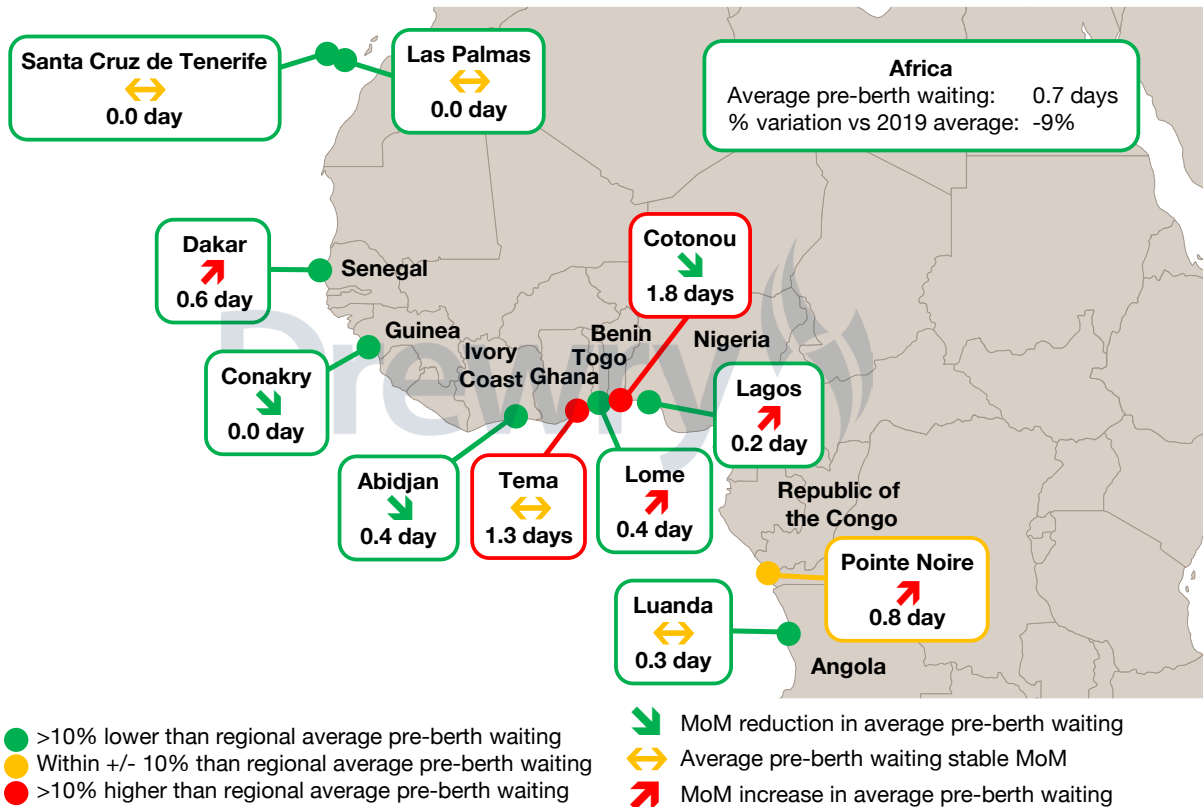 Santa Cruz de Tenerife
0.0 day
Las Palmas
0.0 day
Africa
Average pre-berth waiting: 0.7 days
% variation vs 2019 average: -9%
Dakar
0.6 day
Senegal
Cotonou
1.8 days
Guinea
Conakry
0.0 day
Ivory
Coast
Ghana
Togo
Benin
Nigeria
Drewry
Lagos
0.2 day
Abidjan
0.4 day
Tema
1.3 days
Lome
0.4 day
Republic of
the Congo
Pointe Noire
0.8 day
Luanda
0.3 day
Angola
>10% lower than regional average pre-berth waiting
Within +/- 10% than regional average pre-berth waiting
>10% higher than regional average pre-berth waiting
MoM reduction in average pre-berth waiting
Average pre-berth waiting stable MoM
MoM increase in average pre-berth waiting